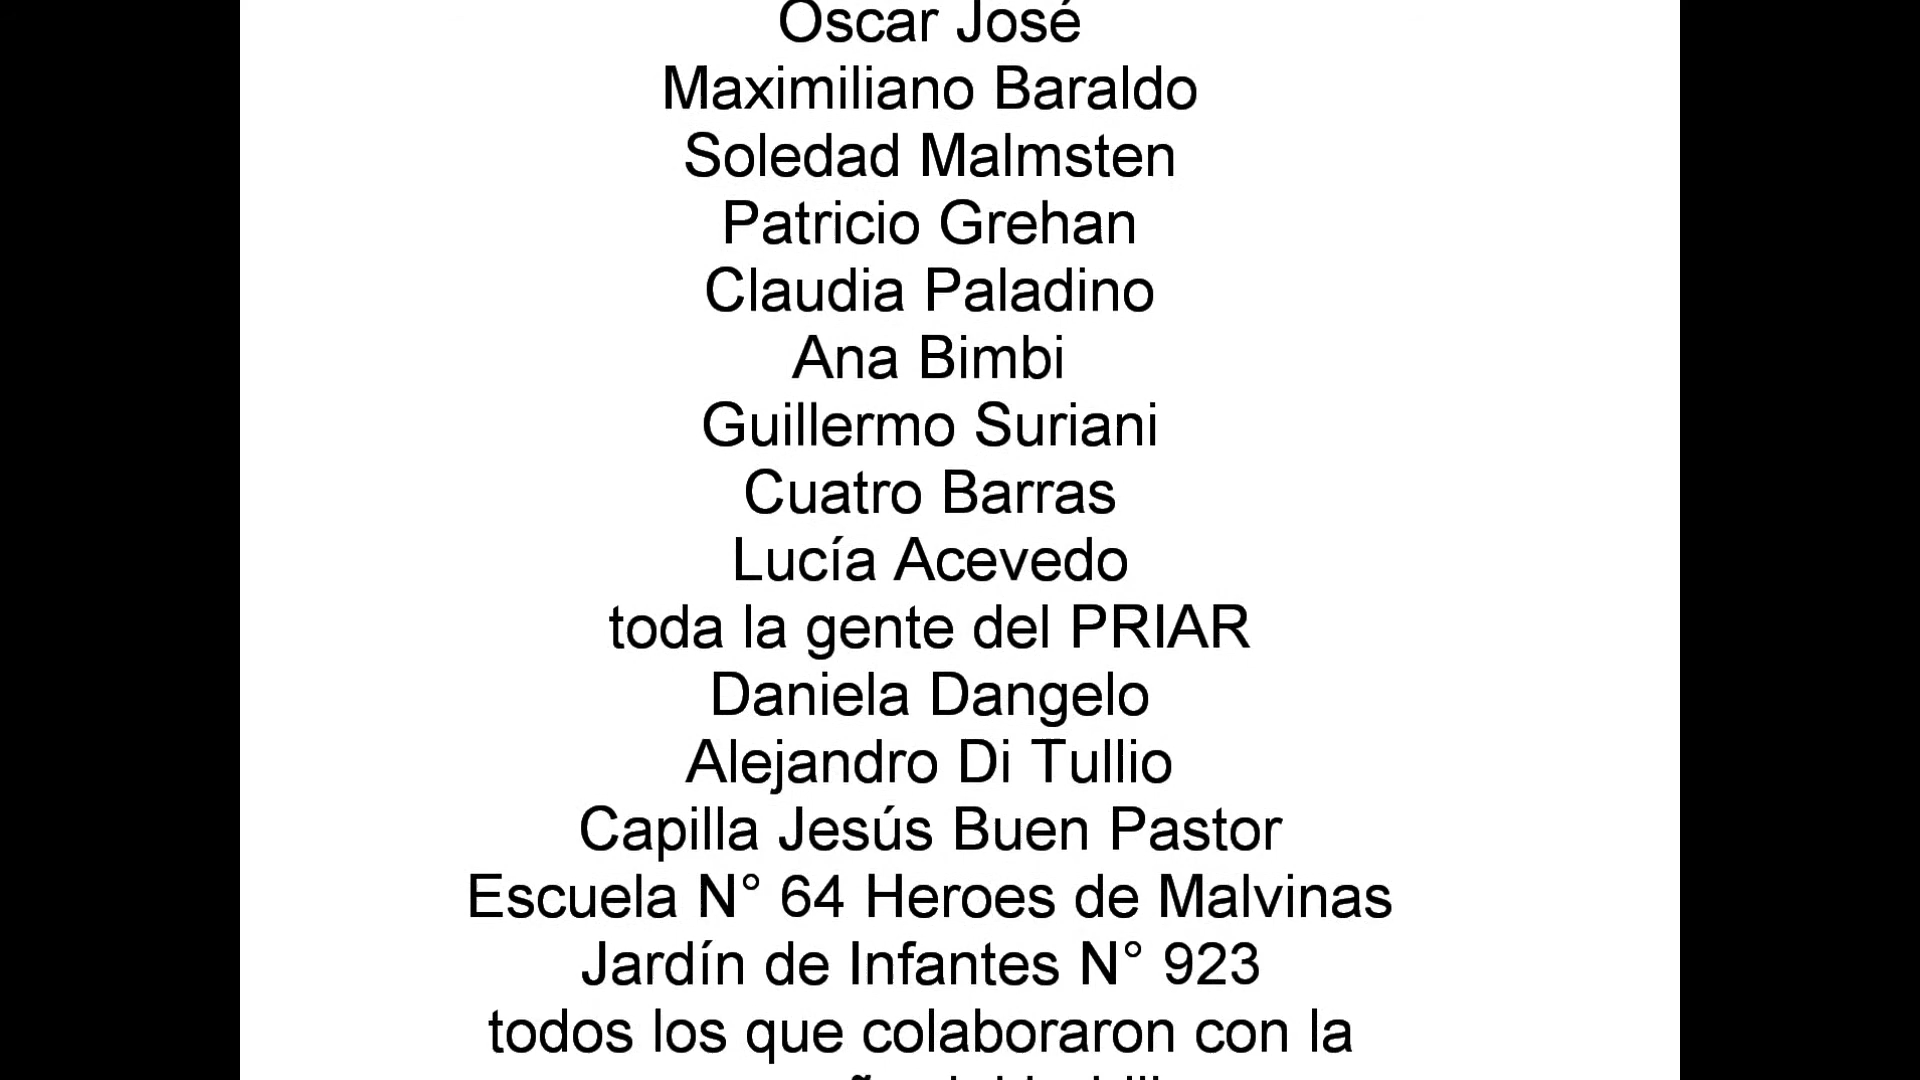 Oscar José
Maximiliano Baraldo
Soledad Malmsten
Patricio Grehan
Claudia Paladino
Ana Bimbi
Guillermo Suriani
Cuatro Barras
Lucía Acevedo
toda la gente del PRIAR
Daniela Dangelo
Alejandro Di Tullio
Capilla Jesús Buen Pastor
Escuela N° 64 Heroes de Malvinas
Jardín de Infantes N° 923
todos los que colaboraron con la